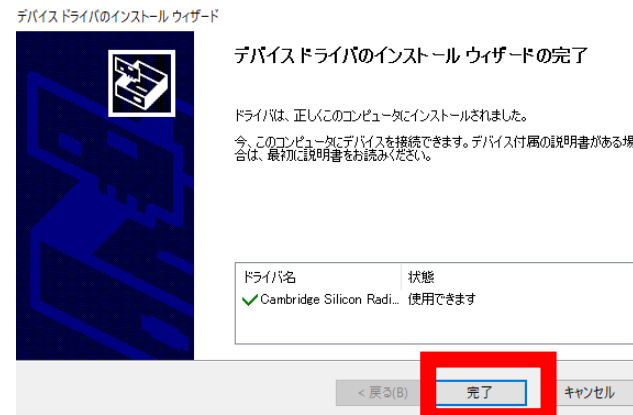 デバイス ドライバのインストール ウィザード
デバイス ドライバのインストール ウィザードの完了
ドライバは、正しくこのコンピュータにインストールされました。
今、このコンピュータにデバイスを接続できます。デバイス付属の説明書がある場
合は、最初に説明書をお読みください。
ドライバ名 状態
Cambridge Silicon Radi... 使用できます
< 戻る(B) 完了 キャンセル